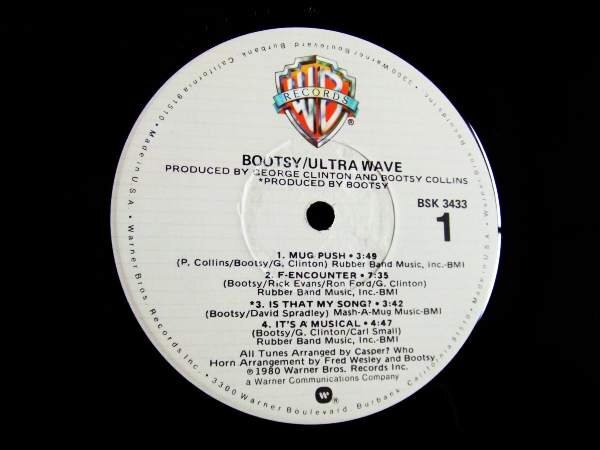 WB
RECORDS
®
BOOTSY/ULTRA WAVE
PRODUCED BY GEORGE CLINTON AND BOOTSY COLLINS
*PRODUCED BY BOOTSY
BSK 3433
1
1. MUG PUSH • 3:49
(P. Collins/Bootsy/G. Clinton) Rubber Band Music, Inc.-BMI
2. F-ENCOUNTER • 7:35
(Bootsy/Rick Evans/Ron Ford/G. Clinton)
Rubber Band Music, Inc.-BMI
*3. IS THAT MY SONG? • 3:42
(Bootsy/David Spradley) Mash-A-Mug Music-BMI
4. IT'S A MUSICAL • 4:47
(Bootsy/G. Clinton/Carl Small)
Rubber Band Music, Inc.-BMI
All Tunes Arranged by Casper? Who
Horn Arrangement by Fred Wesley and Bootsy
℗1980 Warner Bros. Records Inc.
a Warner Communications Company
W
Warner Bros. Records Inc. • 3300 Warner Boulevard, Burbank, California 91510 • Made in U.S.A. •